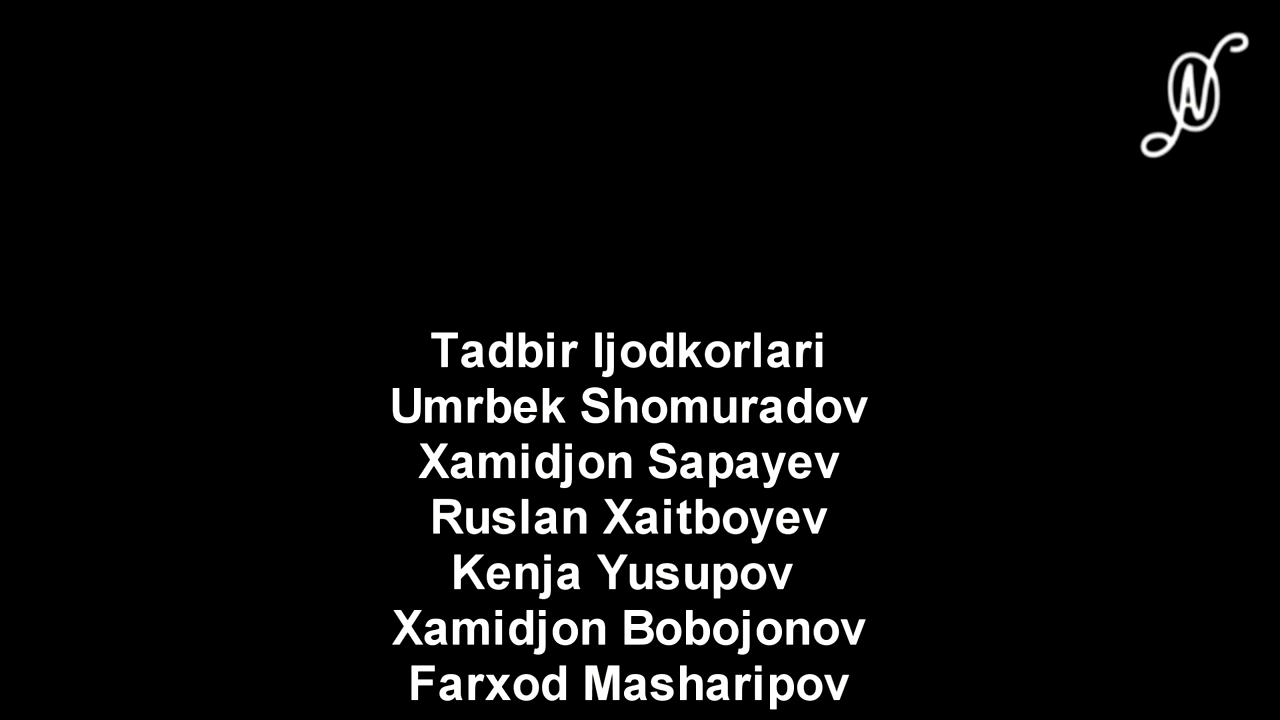 Tadbir Ijodkorlari
Umrbek Shomuradov
Xamidjon Sapayev
Ruslan Xaitboyev
Kenja Yusupov
Xamidjon Bobojonov
Farxod Masharipov